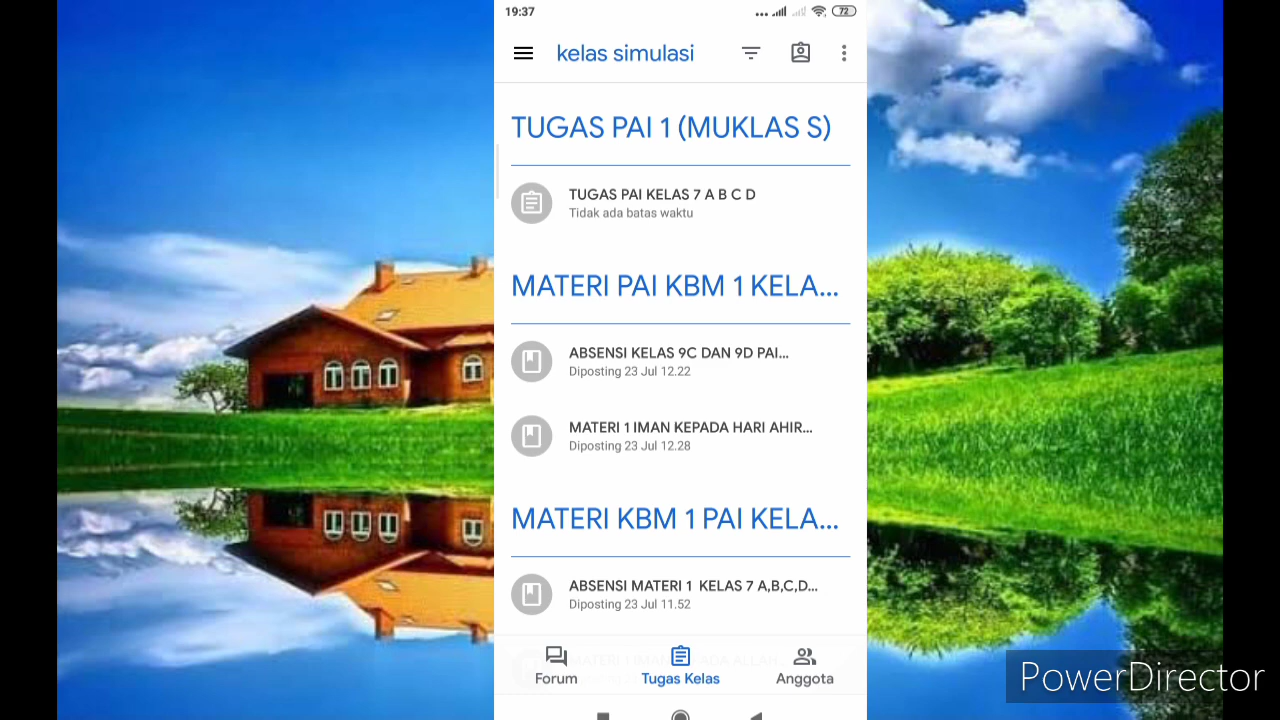 19:37
72
kelas simulasi
TUGAS PAI 1 (MUKLAS S)
TUGAS PAI KELAS 7 A B C D
Tidak ada batas waktu
MATERI PAI KBM 1 KELA...
ABSENSI KELAS 9C DAN 9D PAI...
Diposting 23 Jul 12.22
MATERI 1 IMAN KEPADA HARI AHIR...
Diposting 23 Jul 12.28
MATERI KBM 1 PAI KELA...
ABSENSI MATERI 1 KELAS 7 A,B,C,D...
Diposting 23 Jul 11.52
Forum
Tugas Kelas
Anggota
PowerDirector